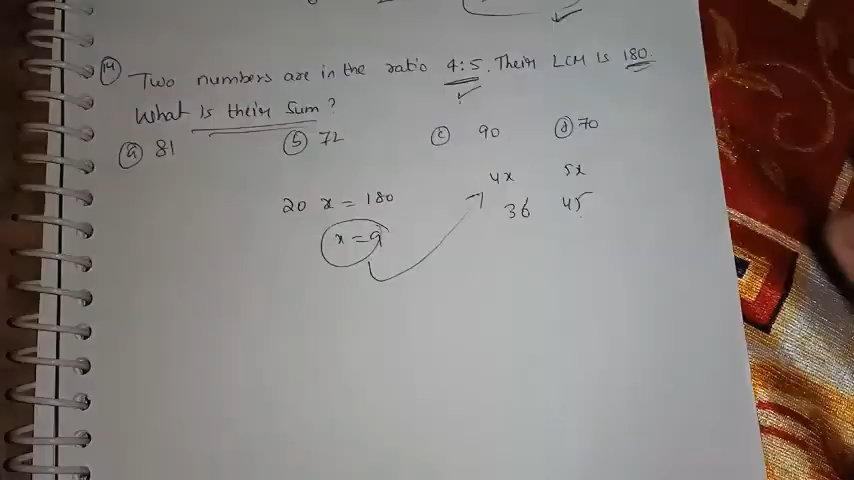 14 Two numbers are in the ratio 4:5. Their LCM is 180.
What is their sum?
a 81 b 72 c 90 d 70
4x 5x
20 x = 180
36 45
x = 9